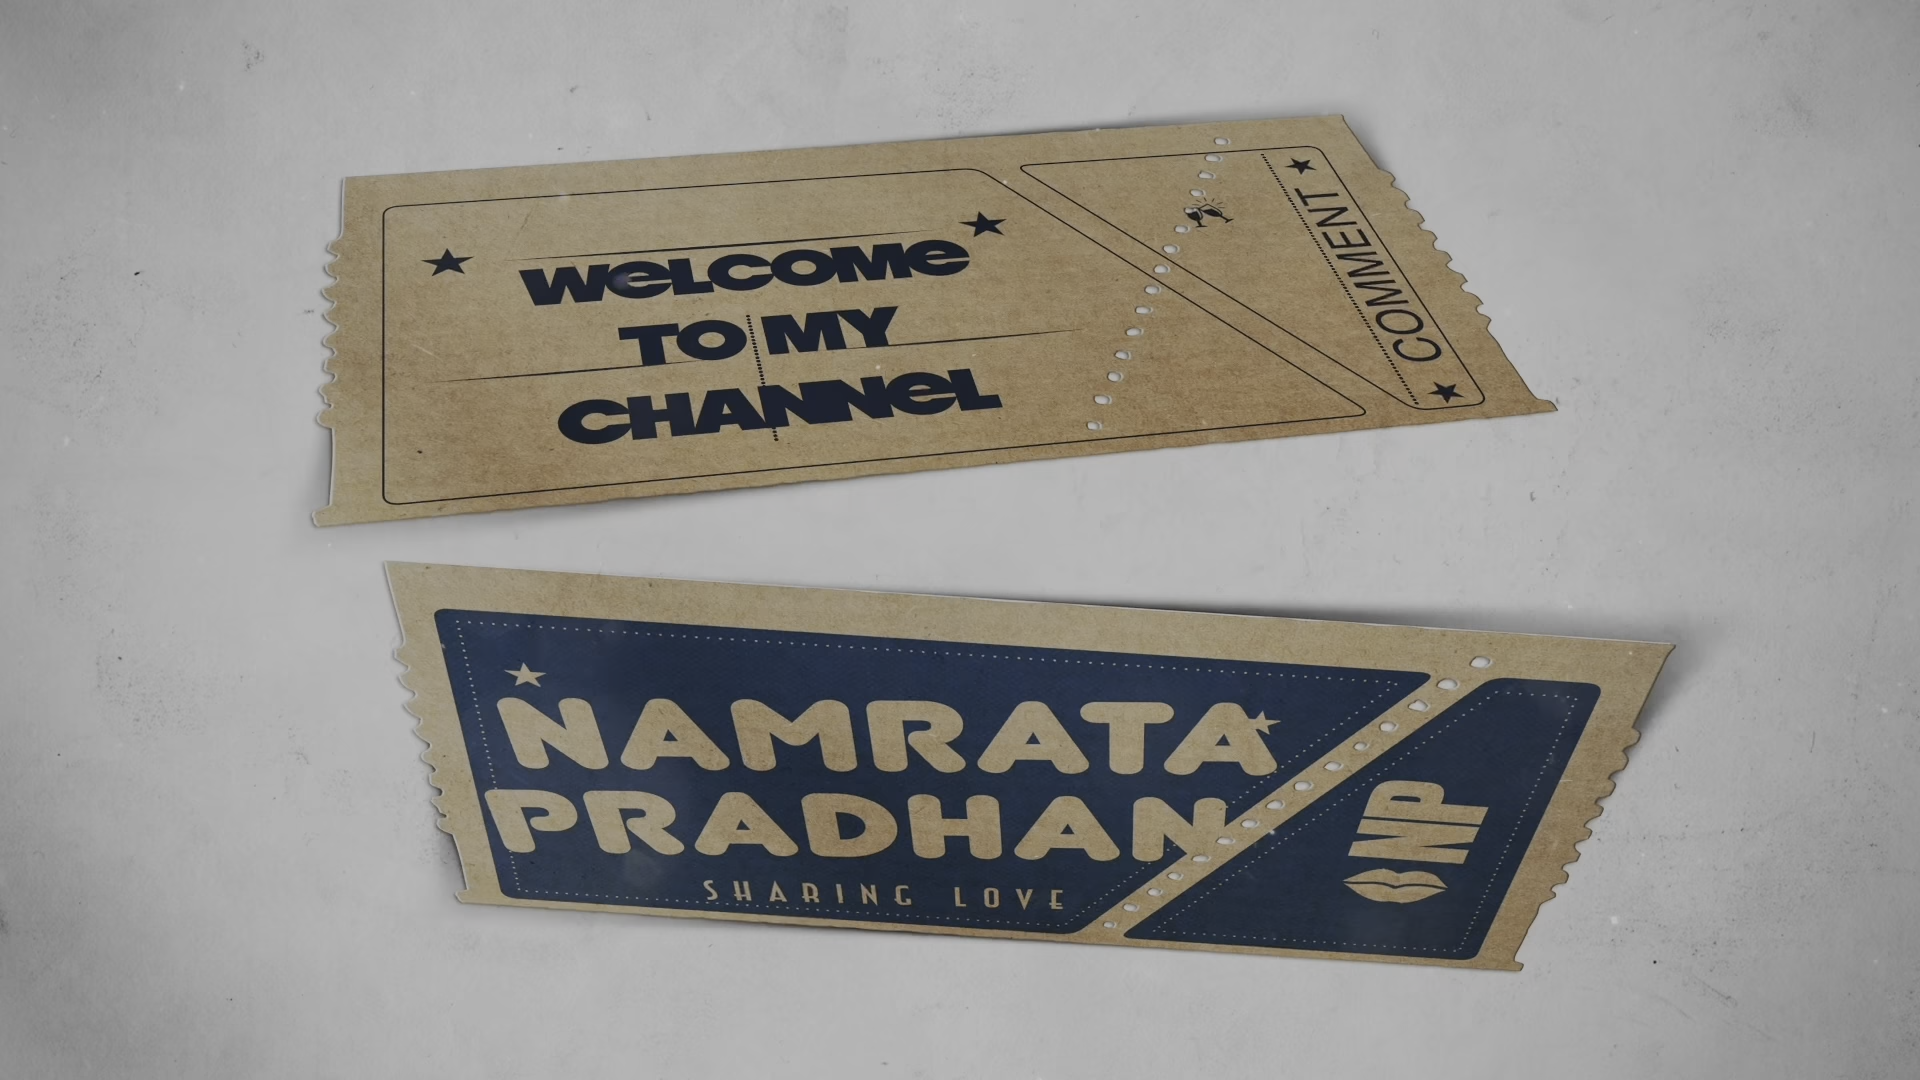 WELCOME
TO MY
CHANNEL
COMMENT
NAMRATA
PRADHAN
SHARING LOVE
NP